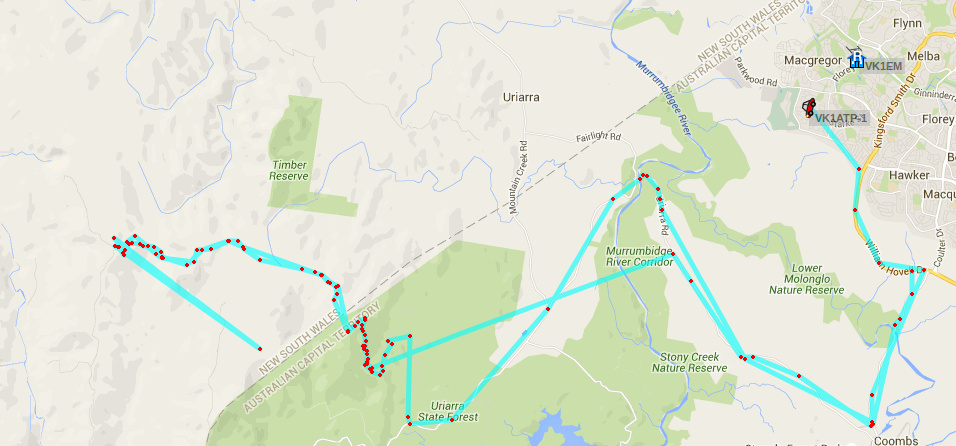 NEW SOUTH WALES
AUSTRALIAN CAPITAL TERRITORY
Flynn
Melba
VK1EM
Macgregor
Florey
Parkwood Rd
Ginninderra
Murrumbidgee River
Uriarra
VK1ATP-1
Kingsford Smith Dr
Florey
Fairlight Rd
Timber
Reserve
Mountain Creek Rd
Hawker
Macqu
Rd
Murrumbidgee
River Corridor
William Hovell D
Coulter Dr
Lower
Molonglo
Nature Reserve
NEW SOUTH WALES
AUSTRALIAN CAPITAL TERRITORY
Stony Creek
Nature Reserve
Uriarra
State Forest
Coombs